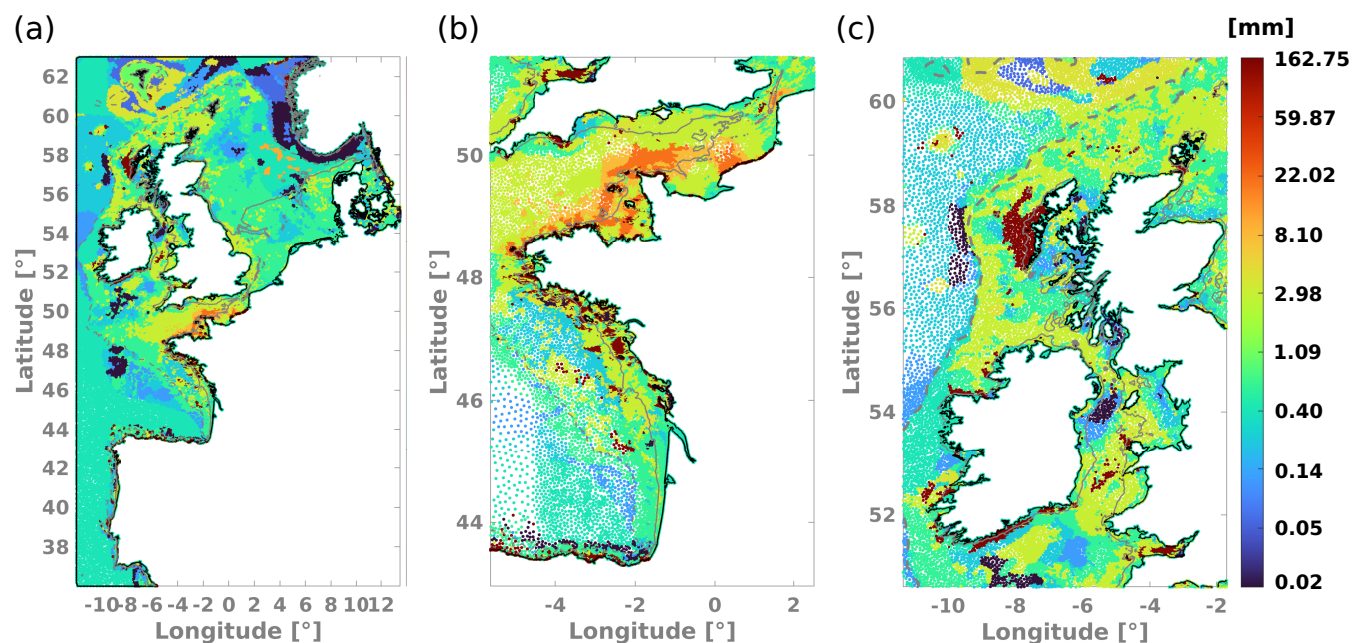 (a)
(b)
(c)
[mm]
62
60
58
56
54
52
50
48
46
44
42
40
38
Latitude [°]
-10 -8 -6 -4 -2 0 2 4 6 8 10 12
Longitude [°]
50
48
46
44
Latitude [°]
-4 -2 0 2
Longitude [°]
60
58
56
54
52
Latitude [°]
-10 -8 -6 -4 -2
Longitude [°]
162.75
59.87
22.02
8.10
2.98
1.09
0.40
0.14
0.05
0.02